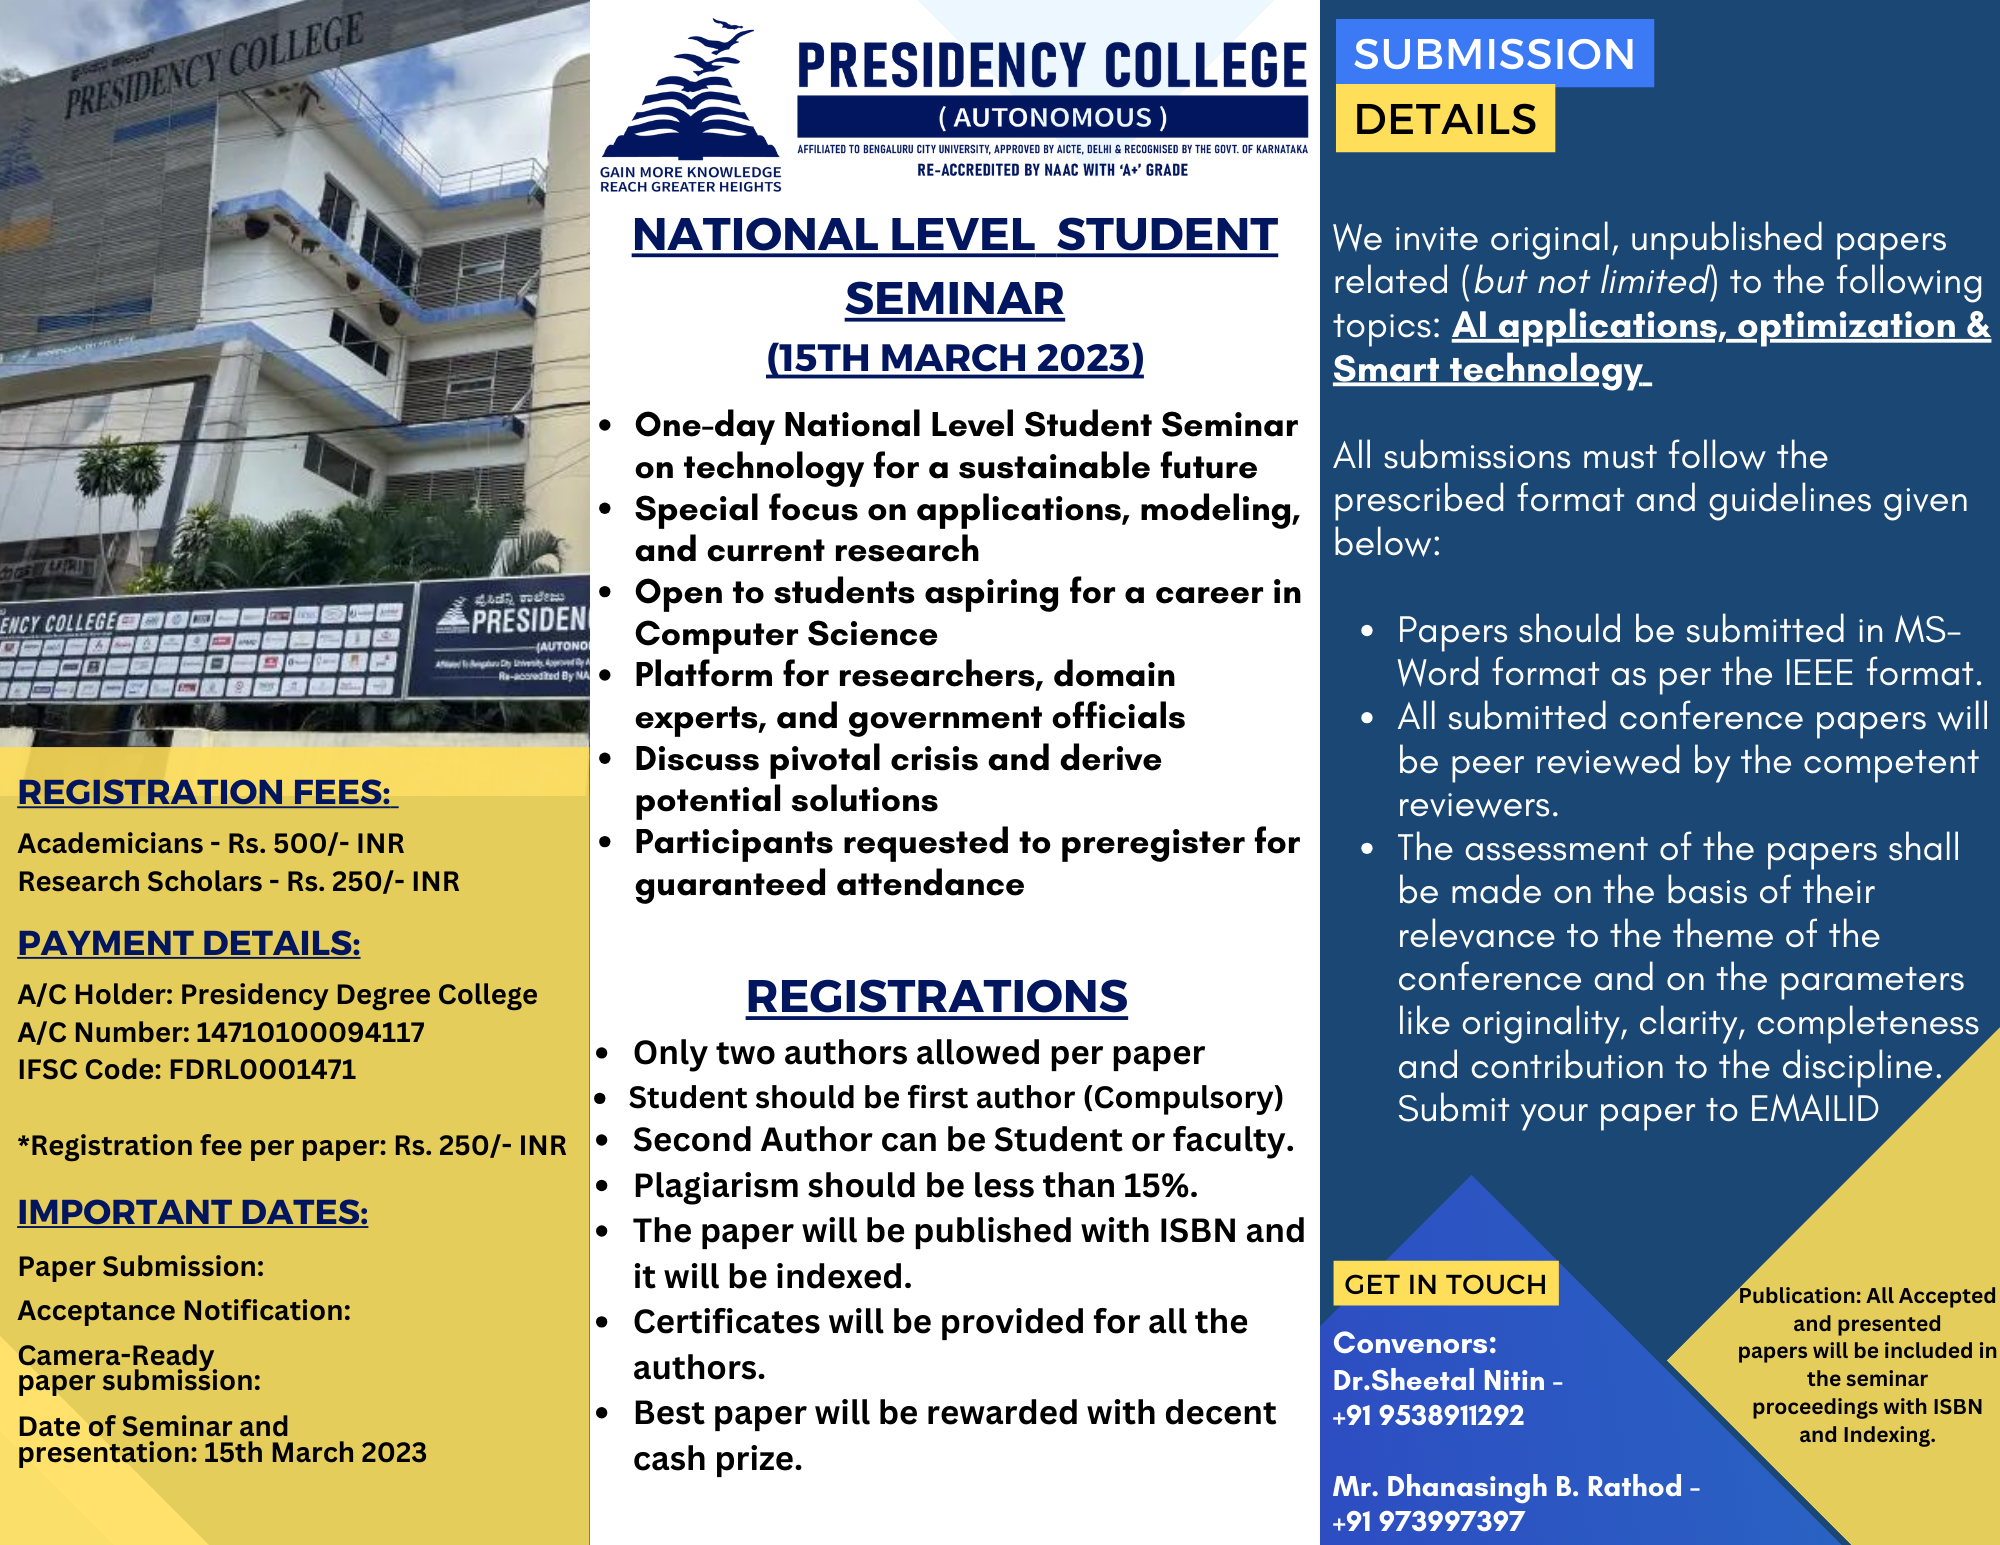 PRESIDENCY COLLEGE
ENCY COLLEGE
ಪ್ರೆಸಿಡೆನ್ಸಿ ಕಾಲೇಜು
PRESIDEN
(AUTONO
Affiliated To Bengaluru City University, Approved By A
Re-accredited By NA
REGISTRATION FEES:
Academicians - Rs. 500/- INR
Research Scholars - Rs. 250/- INR
PAYMENT DETAILS:
A/C Holder: Presidency Degree College
A/C Number: 14710100094117
IFSC Code: FDRL0001471
*Registration fee per paper: Rs. 250/- INR
IMPORTANT DATES:
Paper Submission:
Acceptance Notification:
Camera-Ready
paper submission:
Date of Seminar and
presentation: 15th March 2023
GAIN MORE KNOWLEDGE
REACH GREATER HEIGHTS
PRESIDENCY COLLEGE
( AUTONOMOUS )
AFFILIATED TO BENGALURU CITY UNIVERSITY, APPROVED BY AICTE, DELHI & RECOGNISED BY THE GOVT. OF KARNATAKA
RE-ACCREDITED BY NAAC WITH ‘A+’ GRADE
NATIONAL LEVEL STUDENT
SEMINAR
(15TH MARCH 2023)
• One-day National Level Student Seminar
on technology for a sustainable future
• Special focus on applications, modeling,
and current research
• Open to students aspiring for a career in
Computer Science
• Platform for researchers, domain
experts, and government officials
• Discuss pivotal crisis and derive
potential solutions
• Participants requested to preregister for
guaranteed attendance
REGISTRATIONS
• Only two authors allowed per paper
• Student should be first author (Compulsory)
• Second Author can be Student or faculty.
• Plagiarism should be less than 15%.
• The paper will be published with ISBN and
it will be indexed.
• Certificates will be provided for all the
authors.
• Best paper will be rewarded with decent
cash prize.
SUBMISSION
DETAILS
We invite original, unpublished papers
related (but not limited) to the following
topics: AI applications, optimization &
Smart technology
All submissions must follow the
prescribed format and guidelines given
below:
• Papers should be submitted in MS-
Word format as per the IEEE format.
• All submitted conference papers will
be peer reviewed by the competent
reviewers.
• The assessment of the papers shall
be made on the basis of their
relevance to the theme of the
conference and on the parameters
like originality, clarity, completeness
and contribution to the discipline.
Submit your paper to EMAILID
GET IN TOUCH
Convenors:
Dr.Sheetal Nitin -
+91 9538911292
Mr. Dhanasingh B. Rathod -
+91 973997397
Publication: All Accepted
and presented
papers will be included in
the seminar
proceedings with ISBN
and Indexing.